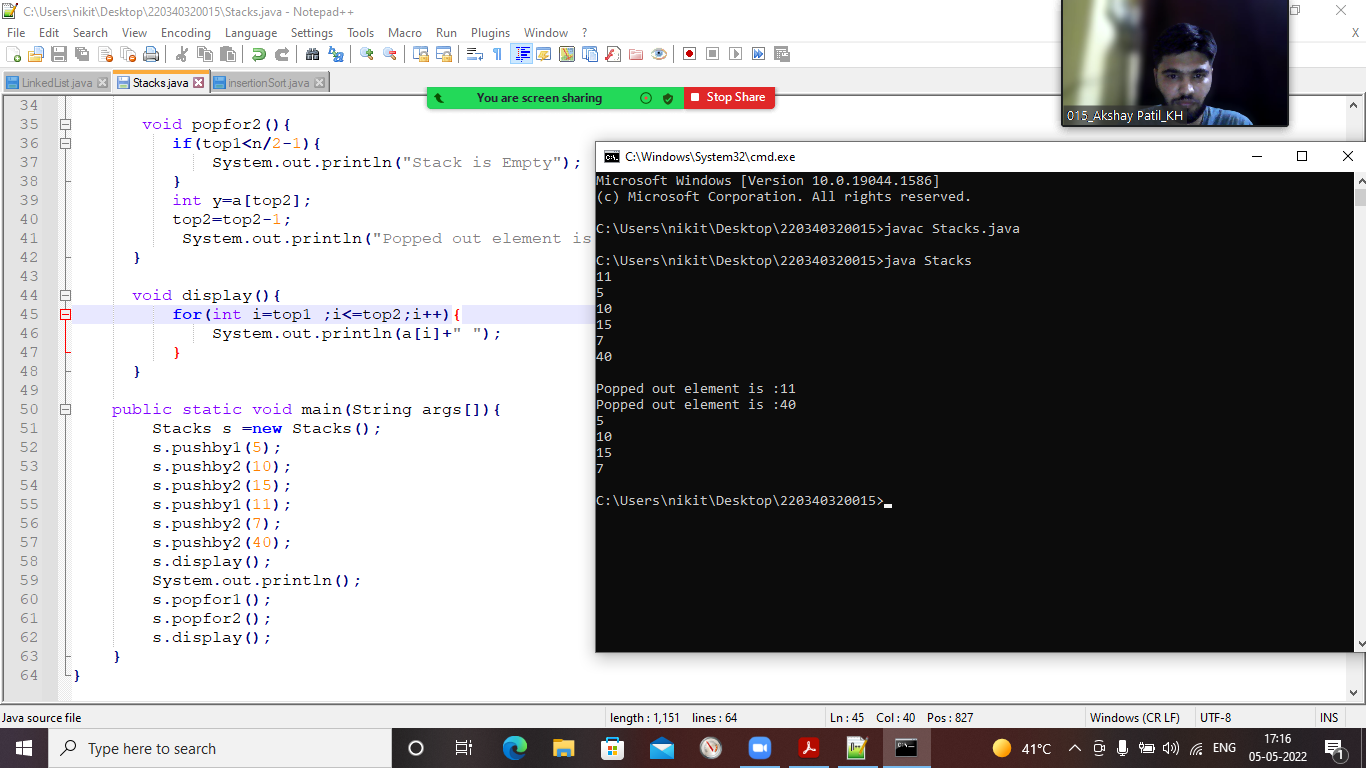 C:\Users\nikit\Desktop\220340320015\Stacks.java - Notepad++
File Edit Search View Encoding Language Settings Tools Macro Run Plugins Window ? X
LinkedList.java Stacks.java insertionSort.java
You are screen sharing Stop Share
015_Akshay Patil_KH
34
35 void popfor2(){
36 if(top1<n/2-1){
37 System.out.println("Stack is Empty");
38 }
39 int y=a[top2];
40 top2=top2-1;
41 System.out.println("Popped out element is
42 }
43
44 void display(){
45 for(int i=top1 ;i<=top2;i++){
46 System.out.println(a[i]+" ");
47 }
48 }
49
50 public static void main(String args[]){
51 Stacks s =new Stacks();
52 s.pushby1(5);
53 s.pushby2(10);
54 s.pushby2(15);
55 s.pushby1(11);
56 s.pushby2(7);
57 s.pushby2(40);
58 s.display();
59 System.out.println();
60 s.popfor1();
61 s.popfor2();
62 s.display();
63 }
64 }
C:\Windows\System32\cmd.exe
Microsoft Windows [Version 10.0.19044.1586]
(c) Microsoft Corporation. All rights reserved.
C:\Users\nikit\Desktop\220340320015>javac Stacks.java
C:\Users\nikit\Desktop\220340320015>java Stacks
11
5
10
15
7
40
Popped out element is :11
Popped out element is :40
5
10
15
7
C:\Users\nikit\Desktop\220340320015>
Java source file length : 1,151 lines : 64 Ln : 45 Col : 40 Pos : 827 Windows (CR LF) UTF-8 INS
Type here to search 41°C ENG 17:16
05-05-2022 1